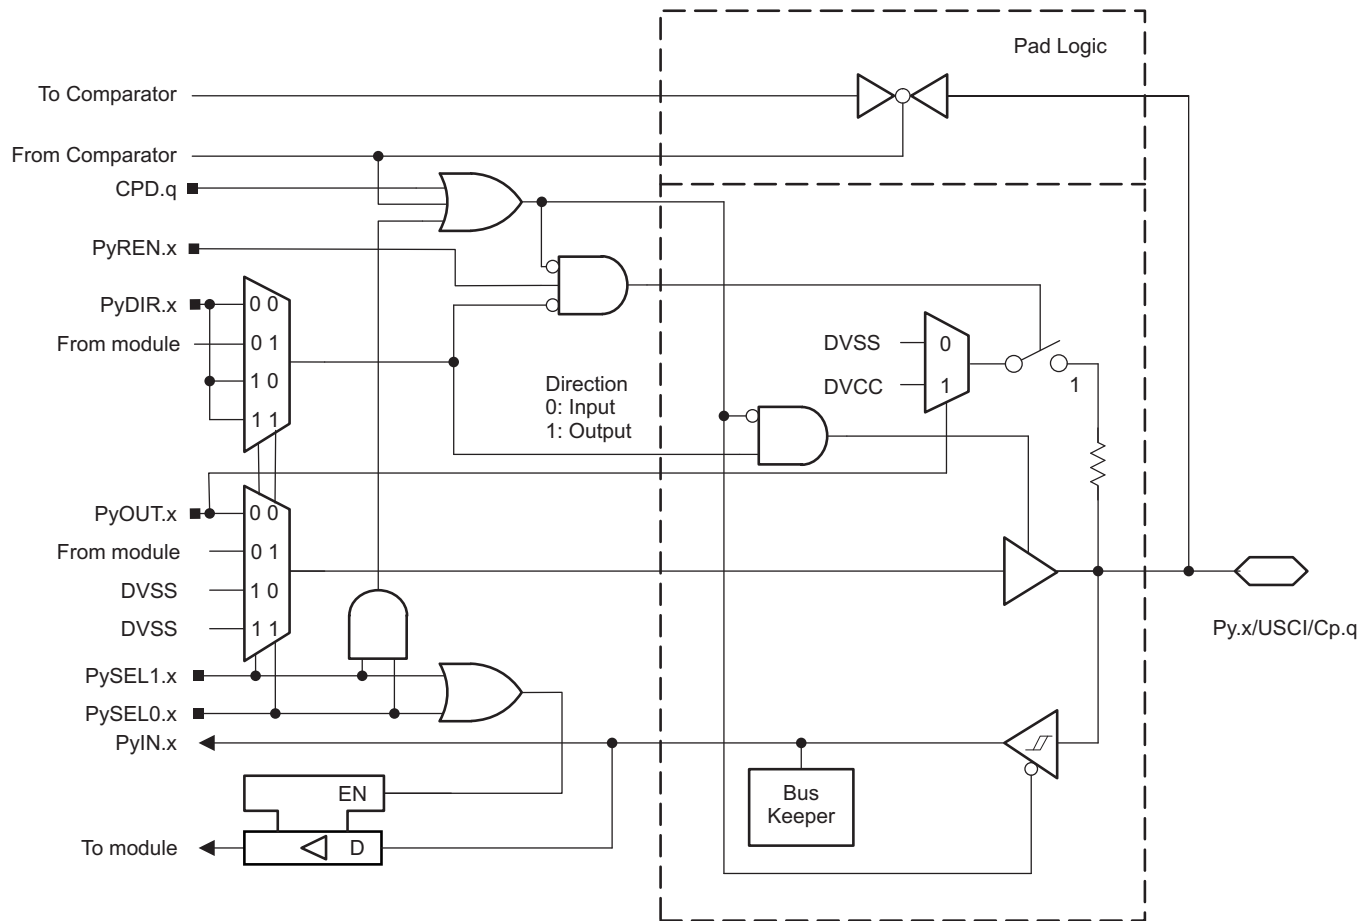 Pad Logic
To Comparator
From Comparator
CPD.q
PyREN.x
PyDIR.x
0 0
From module
0 1
1 0
1 1
Direction
0: Input
1: Output
DVSS
0
DVCC
1
1
PyOUT.x
0 0
From module
0 1
DVSS
1 0
DVSS
1 1
Py.x/USCI/Cp.q
PySEL1.x
PySEL0.x
PyIN.x
EN
Bus
Keeper
To module
D